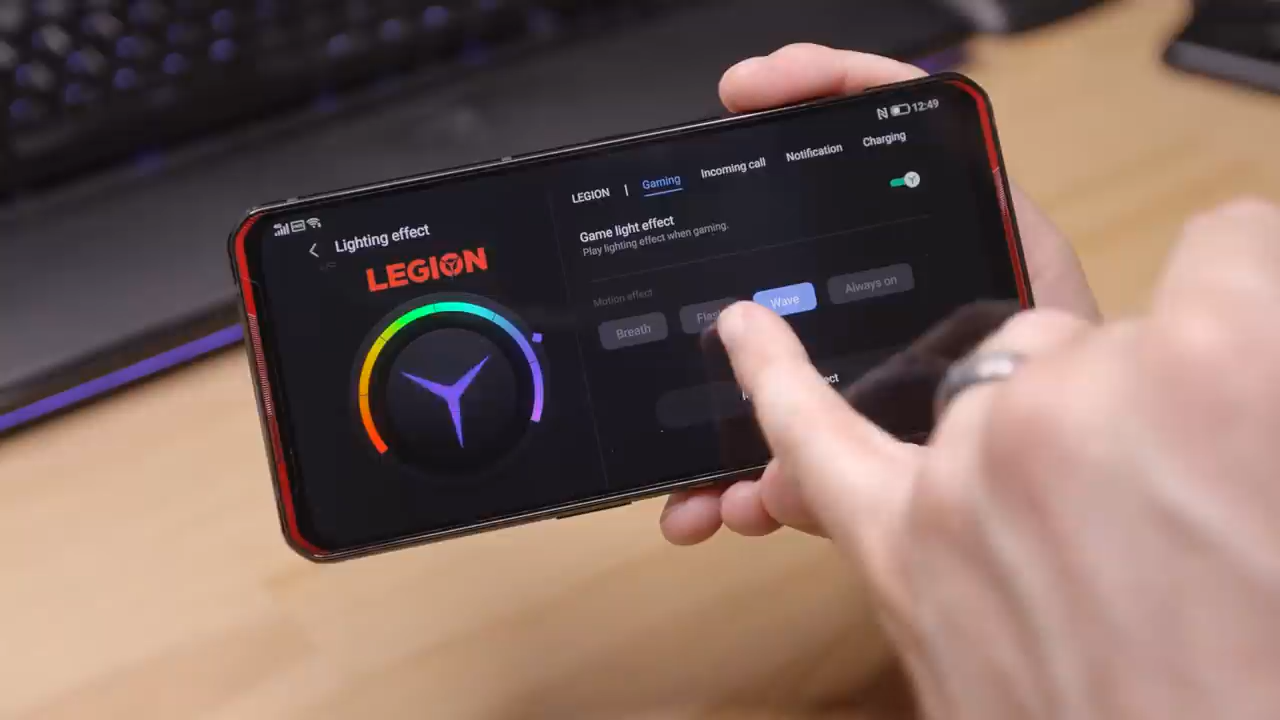 12:49
Lighting effect
LEGION
LEGION | Gaming Incoming call Notification Charging
Game light effect
Play lighting effect when gaming.
Motion effect
Breath Wave Always on